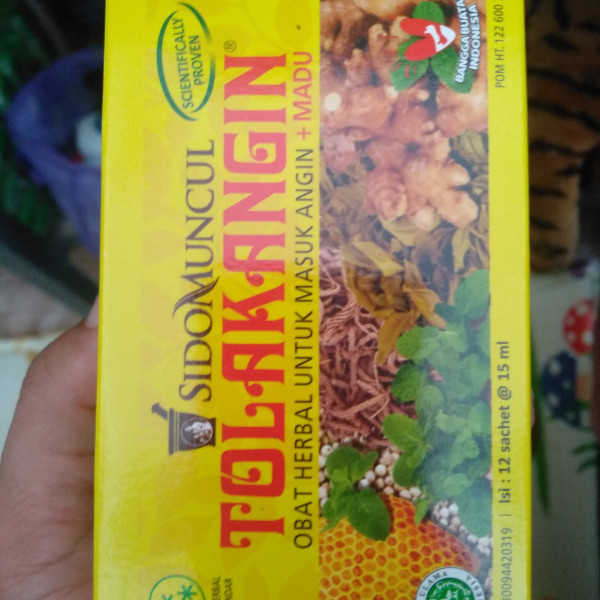 SCIENTIFICALLY
PROVEN
SIDOMUNCUL
TOLAKANGIN®
OBAT HERBAL UNTUK MASUK ANGIN + MADU
BANGGA BUATAN
INDONESIA
POM HT. 122 600
Isi : 12 sachet @ 15 ml